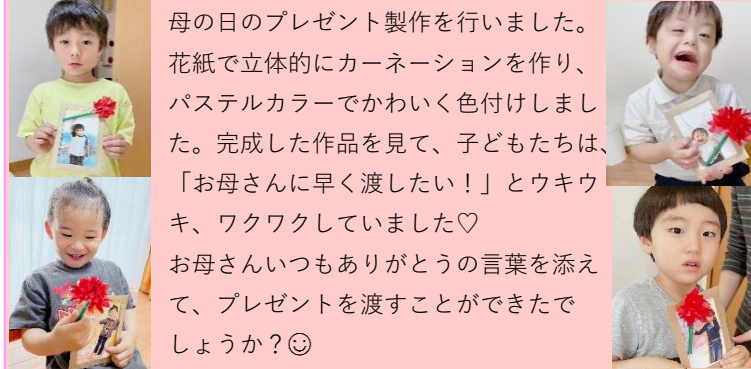 母の日のプレゼント製作を行いました。
花紙で立体的にカーネーションを作り、
パステルカラーでかわいく色付けしまし
た。完成した作品を見て、子どもたちは、
「お母さんに早く渡したい！」とウキウ
キ、ワクワクしていました♡
お母さんいつもありがとうの言葉を添え
て、プレゼントを渡すことができたで
しょうか？☺